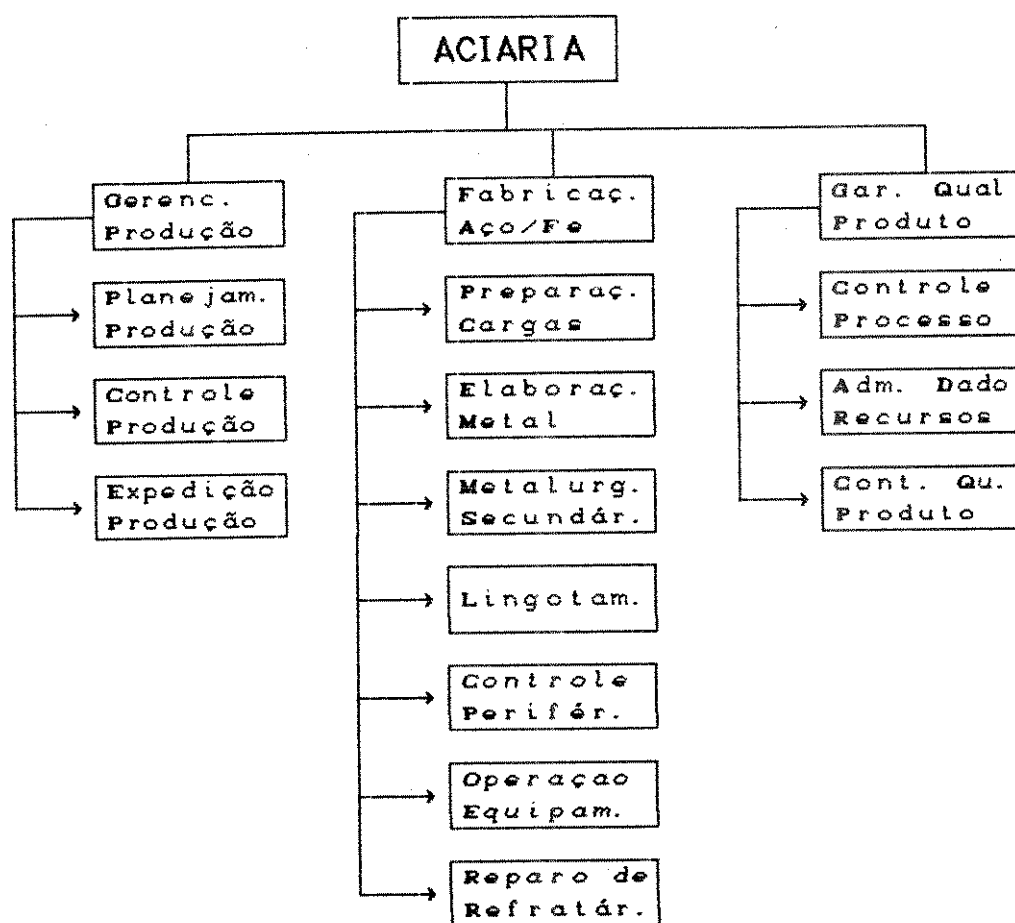 ACIARIA
Gerenc.
Produção
Planejam.
Produção
Controle
Produção
Expedição
Produção
Fabricaç.
Aço/Fe
Preparaç.
Cargas
Elaboraç.
Metal
Metalurg.
Secundár.
Lingotam.
Controle
Perifér.
Operaçao
Equipam.
Reparo de
Refratár.
Gar. Qual
Produto
Controle
Processo
Adm. Dado
Recursos
Cont. Qu.
Produto